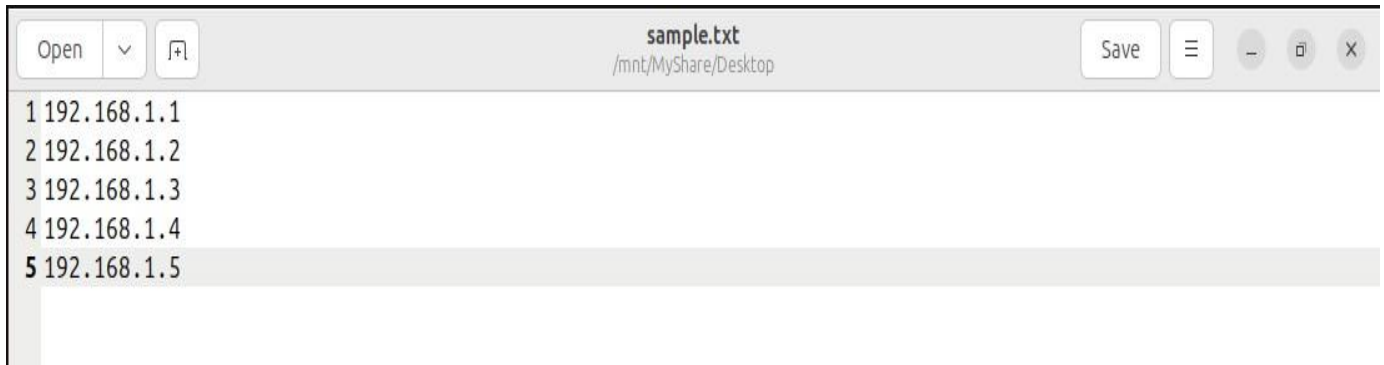 Open
sample.txt
/mnt/MyShare/Desktop
Save
1 192.168.1.1
2 192.168.1.2
3 192.168.1.3
4 192.168.1.4
5 192.168.1.5